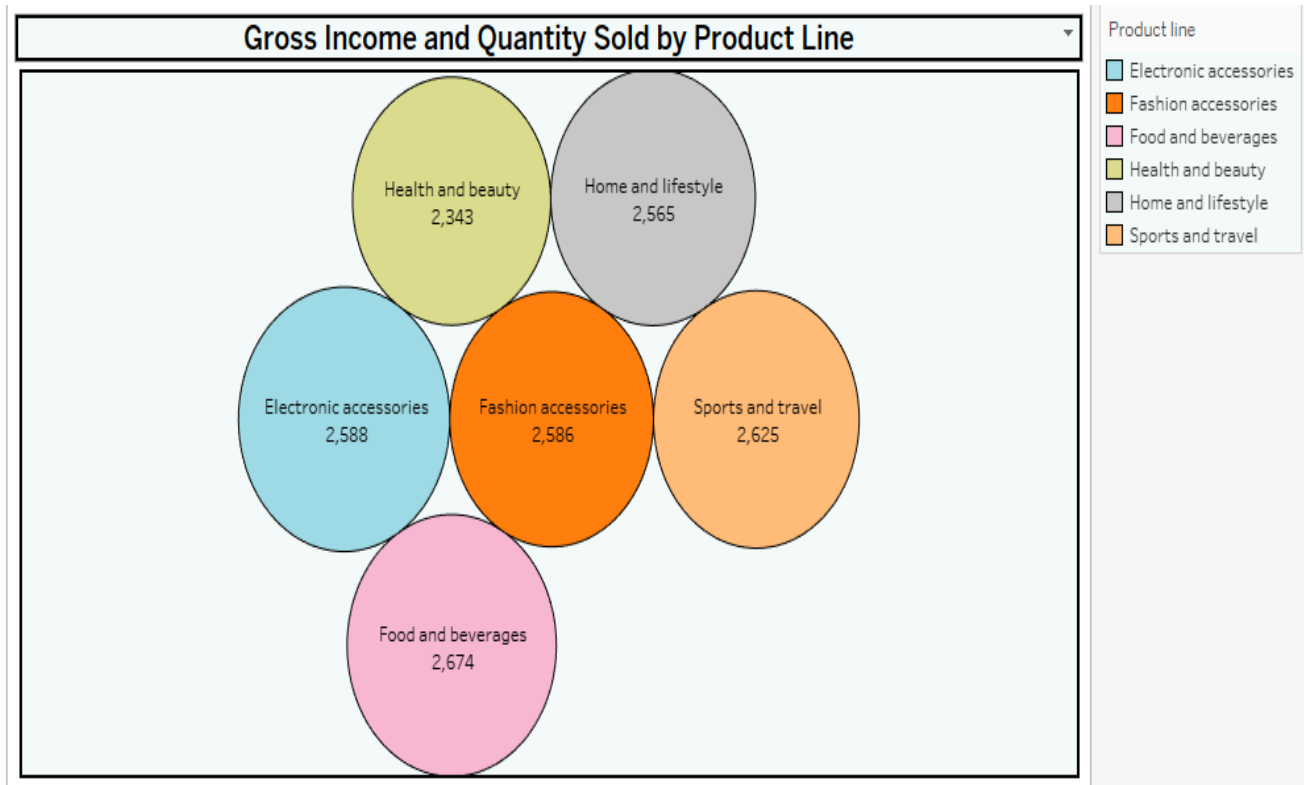 Gross Income and Quantity Sold by Product Line
Product line
Electronic accessories
Fashion accessories
Food and beverages
Health and beauty
Home and lifestyle
Sports and travel
Health and beauty
2,343
Home and lifestyle
2,565
Electronic accessories
2,588
Fashion accessories
2,586
Sports and travel
2,625
Food and beverages
2,674